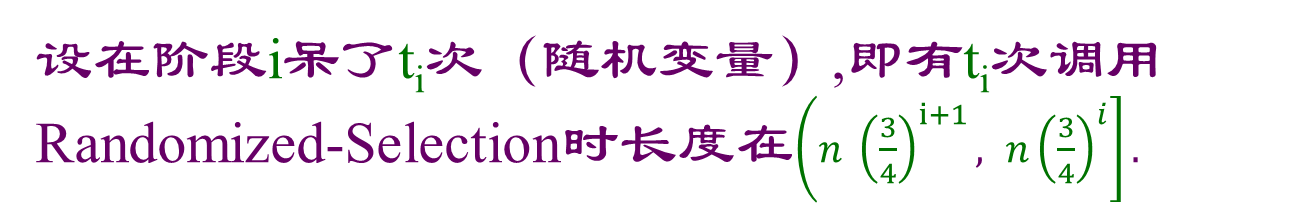 设在阶段i呆了t_i次（随机变量）,即有t_i次调用
Randomized-Selection时长度在(n (3/4)^{i+1}, n(3/4)^i].